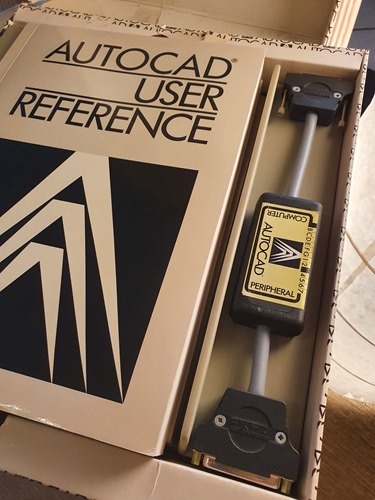 AUTOCAD®
USER
REFERENCE
COMPUTER
AUTOCAD
PERIPHERAL